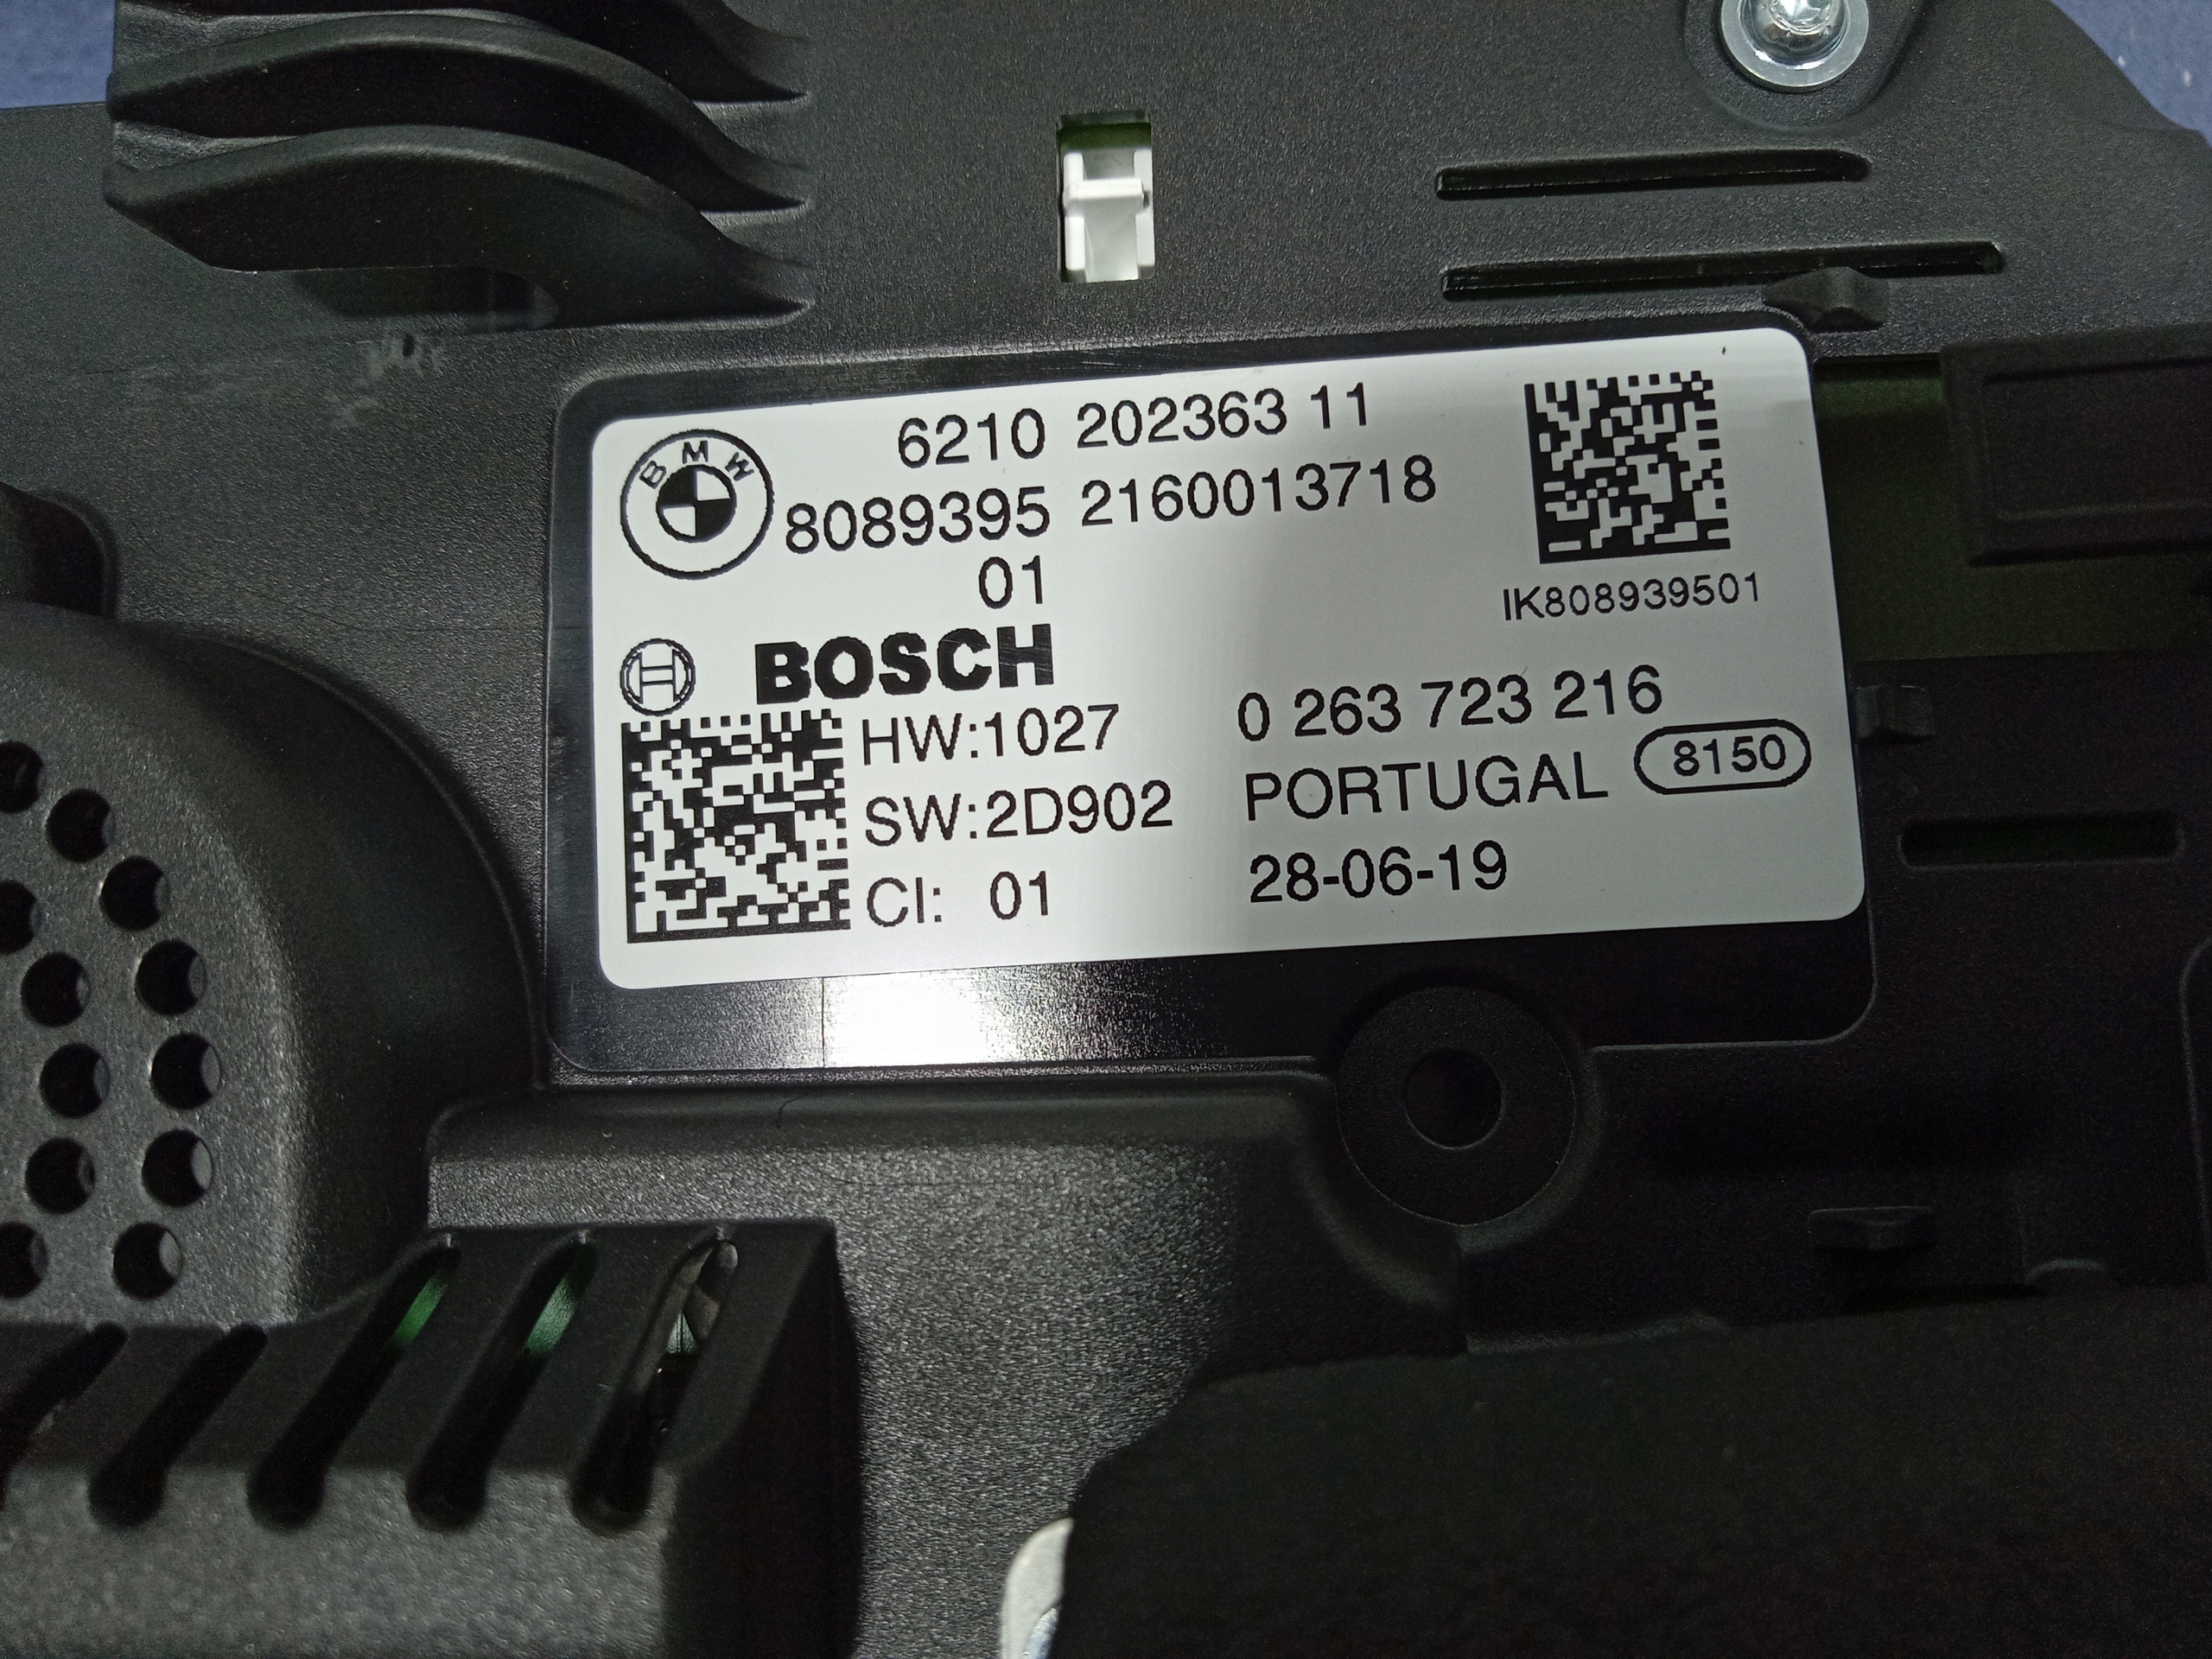 BMW
6210 202363 11
8089395 2160013718
01
IK808939501
BOSCH
HW:1027 0 263 723 216
SW:2D902 PORTUGAL 8150
CI: 01 28-06-19